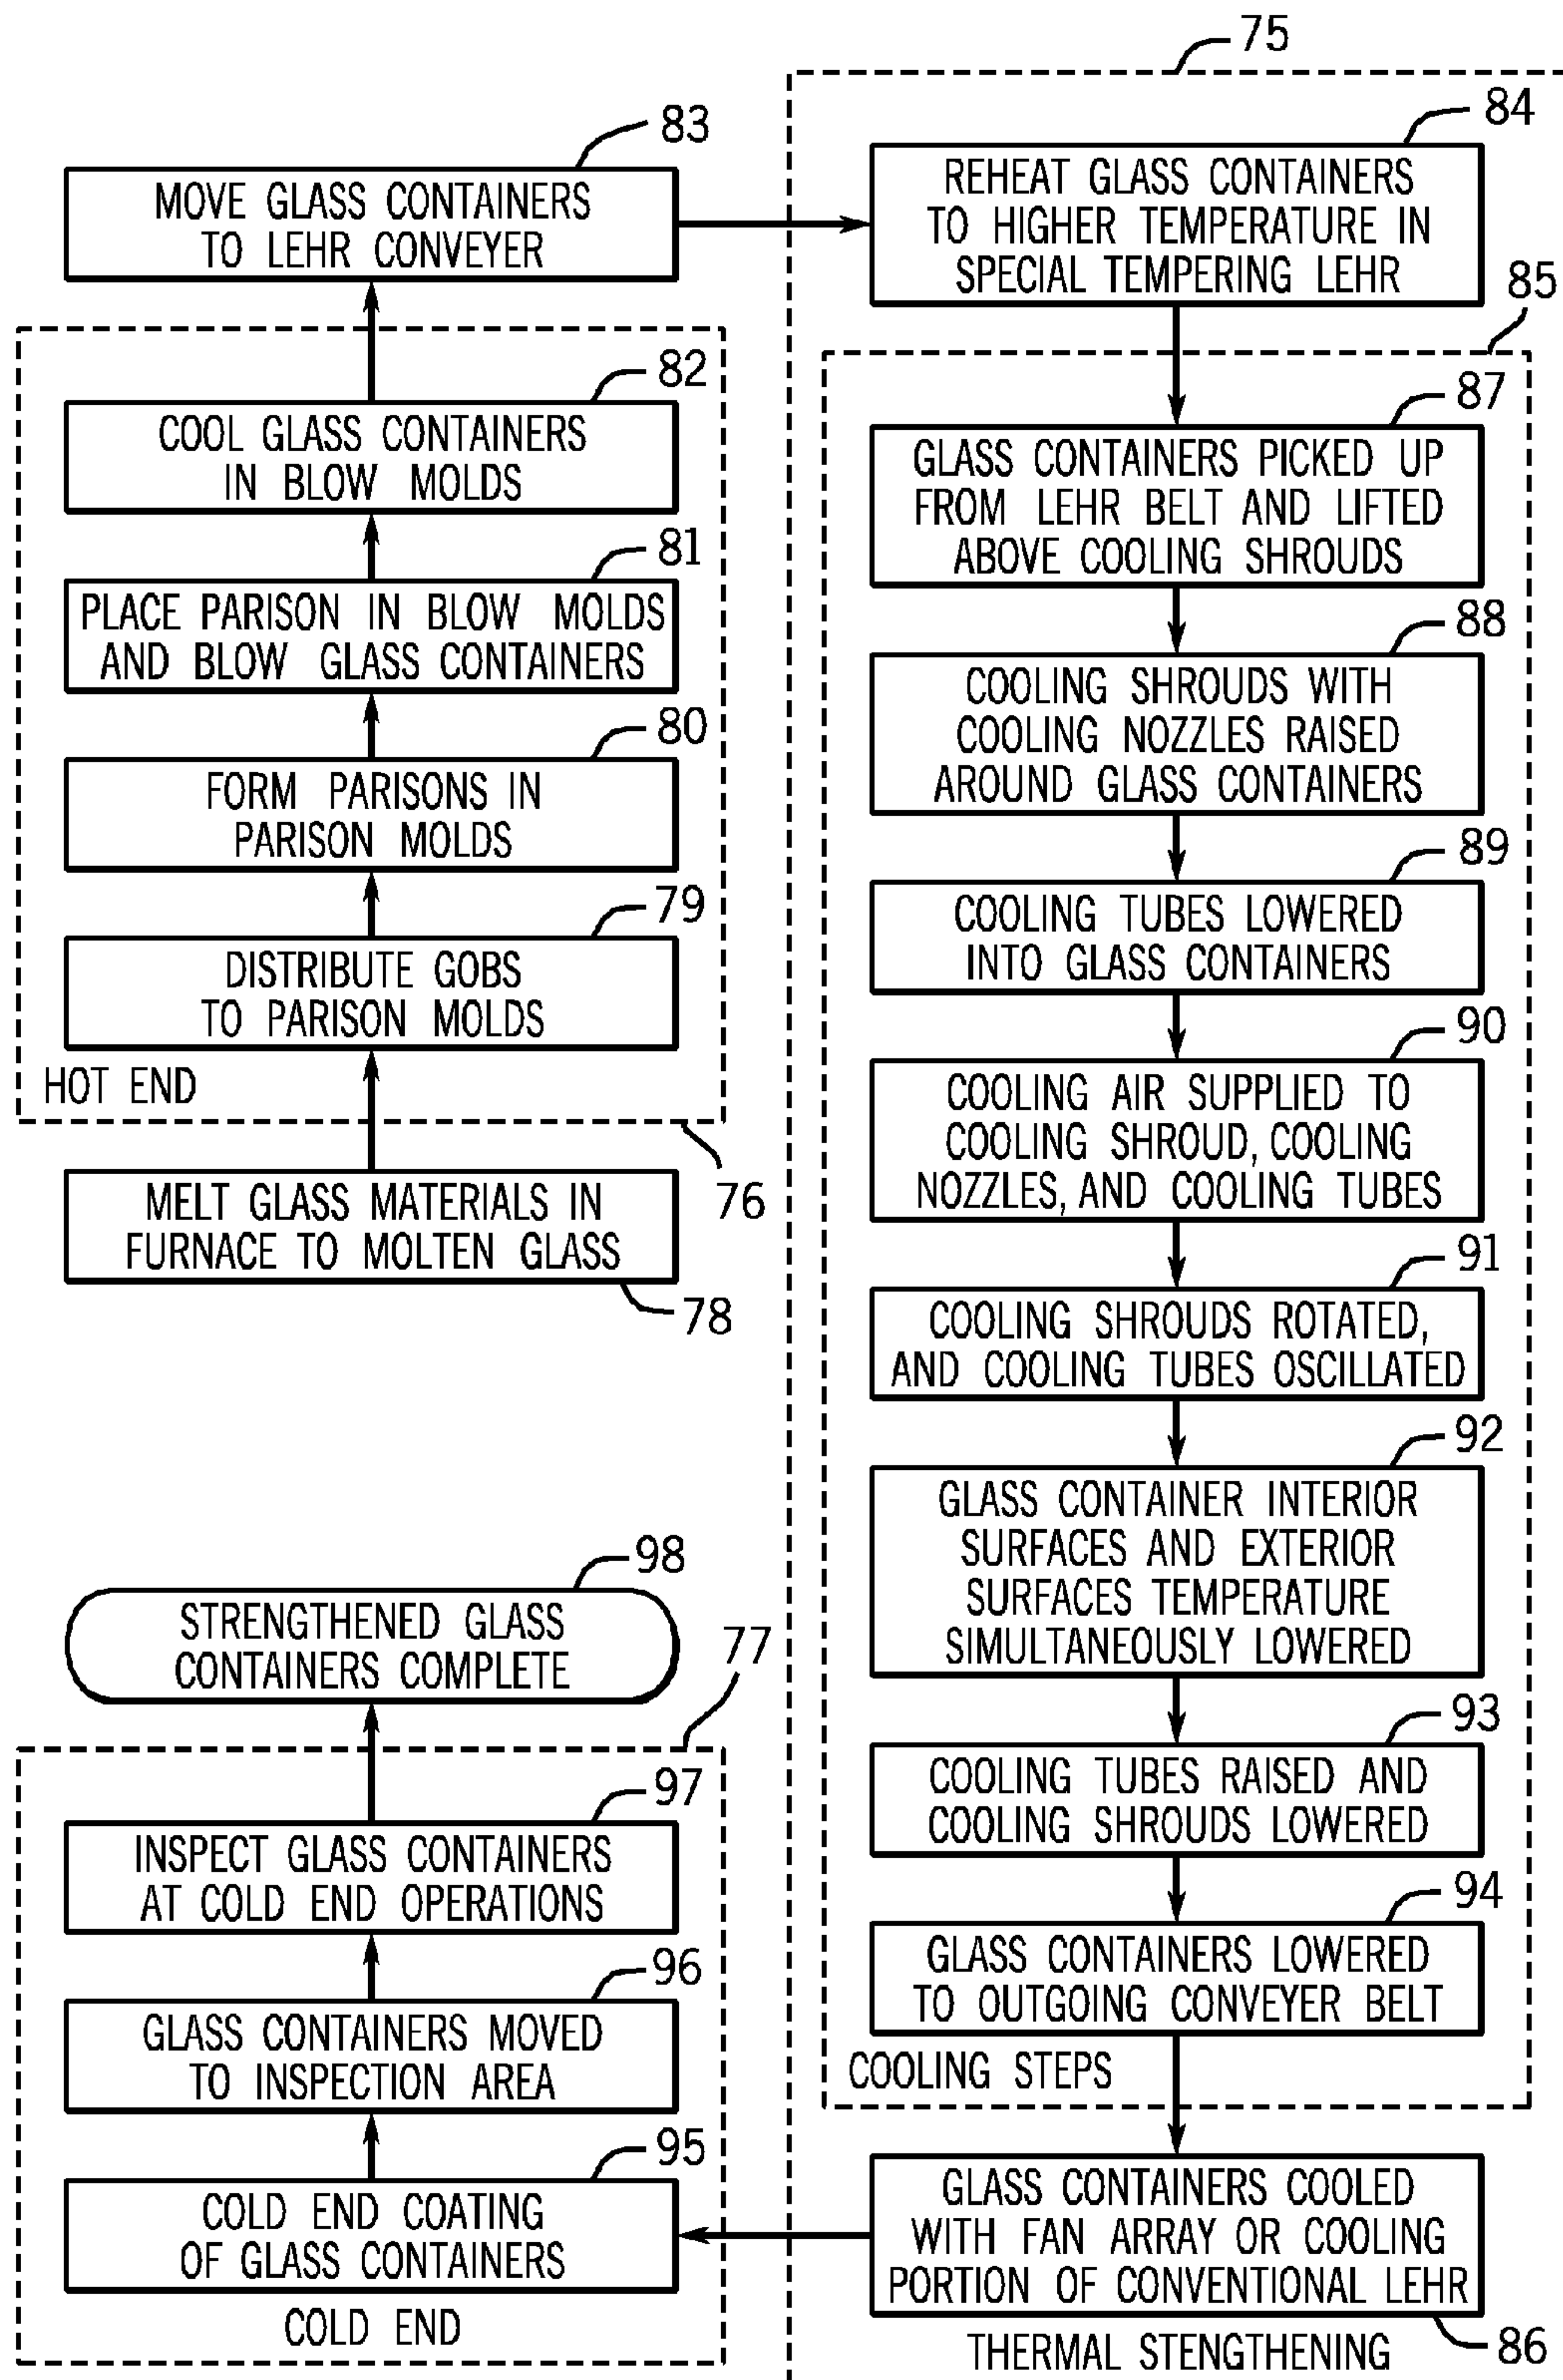 75
83
MOVE GLASS CONTAINERS
TO LEHR CONVEYER
82
COOL GLASS CONTAINERS
IN BLOW MOLDS
81
PLACE PARISON IN BLOW MOLDS
AND BLOW GLASS CONTAINERS
80
FORM PARISONS IN
PARISON MOLDS
79
DISTRIBUTE GOBS
TO PARISON MOLDS
HOT END
76
MELT GLASS MATERIALS IN
FURNACE TO MOLTEN GLASS
78
84
REHEAT GLASS CONTAINERS
TO HIGHER TEMPERATURE IN
SPECIAL TEMPERING LEHR
85
87
GLASS CONTAINERS PICKED UP
FROM LEHR BELT AND LIFTED
ABOVE COOLING SHROUDS
88
COOLING SHROUDS WITH
COOLING NOZZLES RAISED
AROUND GLASS CONTAINERS
89
COOLING TUBES LOWERED
INTO GLASS CONTAINERS
90
COOLING AIR SUPPLIED TO
COOLING SHROUD, COOLING
NOZZLES, AND COOLING TUBES
91
COOLING SHROUDS ROTATED,
AND COOLING TUBES OSCILLATED
92
GLASS CONTAINER INTERIOR
SURFACES AND EXTERIOR
SURFACES TEMPERATURE
SIMULTANEOUSLY LOWERED
93
COOLING TUBES RAISED AND
COOLING SHROUDS LOWERED
94
GLASS CONTAINERS LOWERED
TO OUTGOING CONVEYER BELT
COOLING STEPS
GLASS CONTAINERS COOLED
WITH FAN ARRAY OR COOLING
PORTION OF CONVENTIONAL LEHR
86
THERMAL STENGTHENING
98
STRENGTHENED GLASS
CONTAINERS COMPLETE
77
97
INSPECT GLASS CONTAINERS
AT COLD END OPERATIONS
96
GLASS CONTAINERS MOVED
TO INSPECTION AREA
95
COLD END COATING
OF GLASS CONTAINERS
COLD END